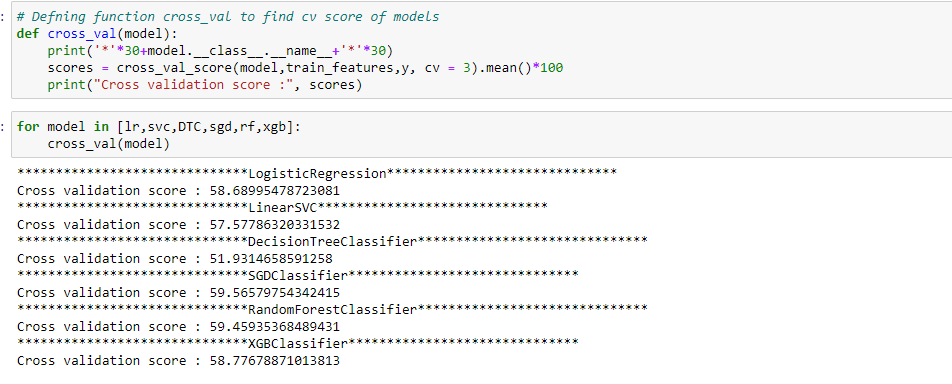 : # Defning function cross_val to find cv score of models
def cross_val(model):
    print('*'*30+model.__class__.__name__+'*'*30)
    scores = cross_val_score(model,train_features,y, cv = 3).mean()*100
    print("Cross validation score :", scores)
: for model in [lr,svc,DTC,sgd,rf,xgb]:
    cross_val(model)
******************************LogisticRegression******************************
Cross validation score : 58.68995478723081
******************************LinearSVC******************************
Cross validation score : 57.57786320331532
******************************DecisionTreeClassifier******************************
Cross validation score : 51.9314658591258
******************************SGDClassifier******************************
Cross validation score : 59.56579754342415
******************************RandomForestClassifier******************************
Cross validation score : 59.45935368489431
******************************XGBClassifier******************************
Cross validation score : 58.77678871013813